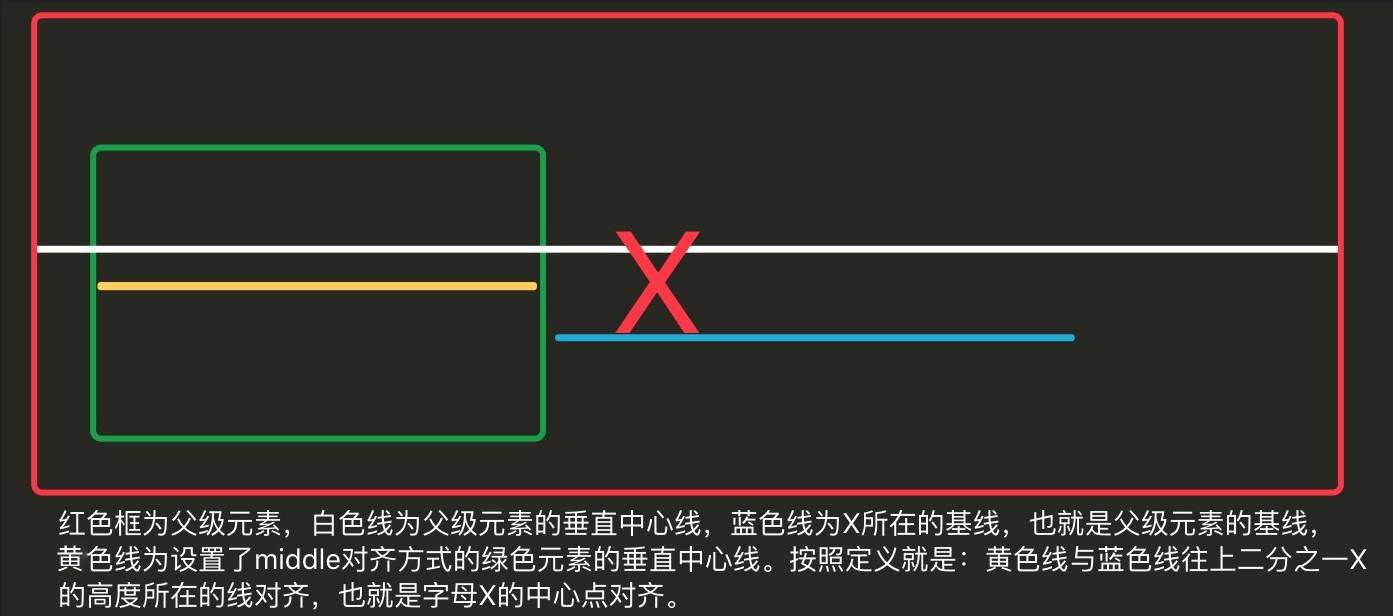 X
红色框为父级元素，白色线为父级元素的垂直中心线，蓝色线为X所在的基线，也就是父级元素的基线，
黄色线为设置了middle对齐方式的绿色元素的垂直中心线。按照定义就是：黄色线与蓝色线往上二分之一X
的高度所在的线对齐，也就是字母X的中心点对齐。